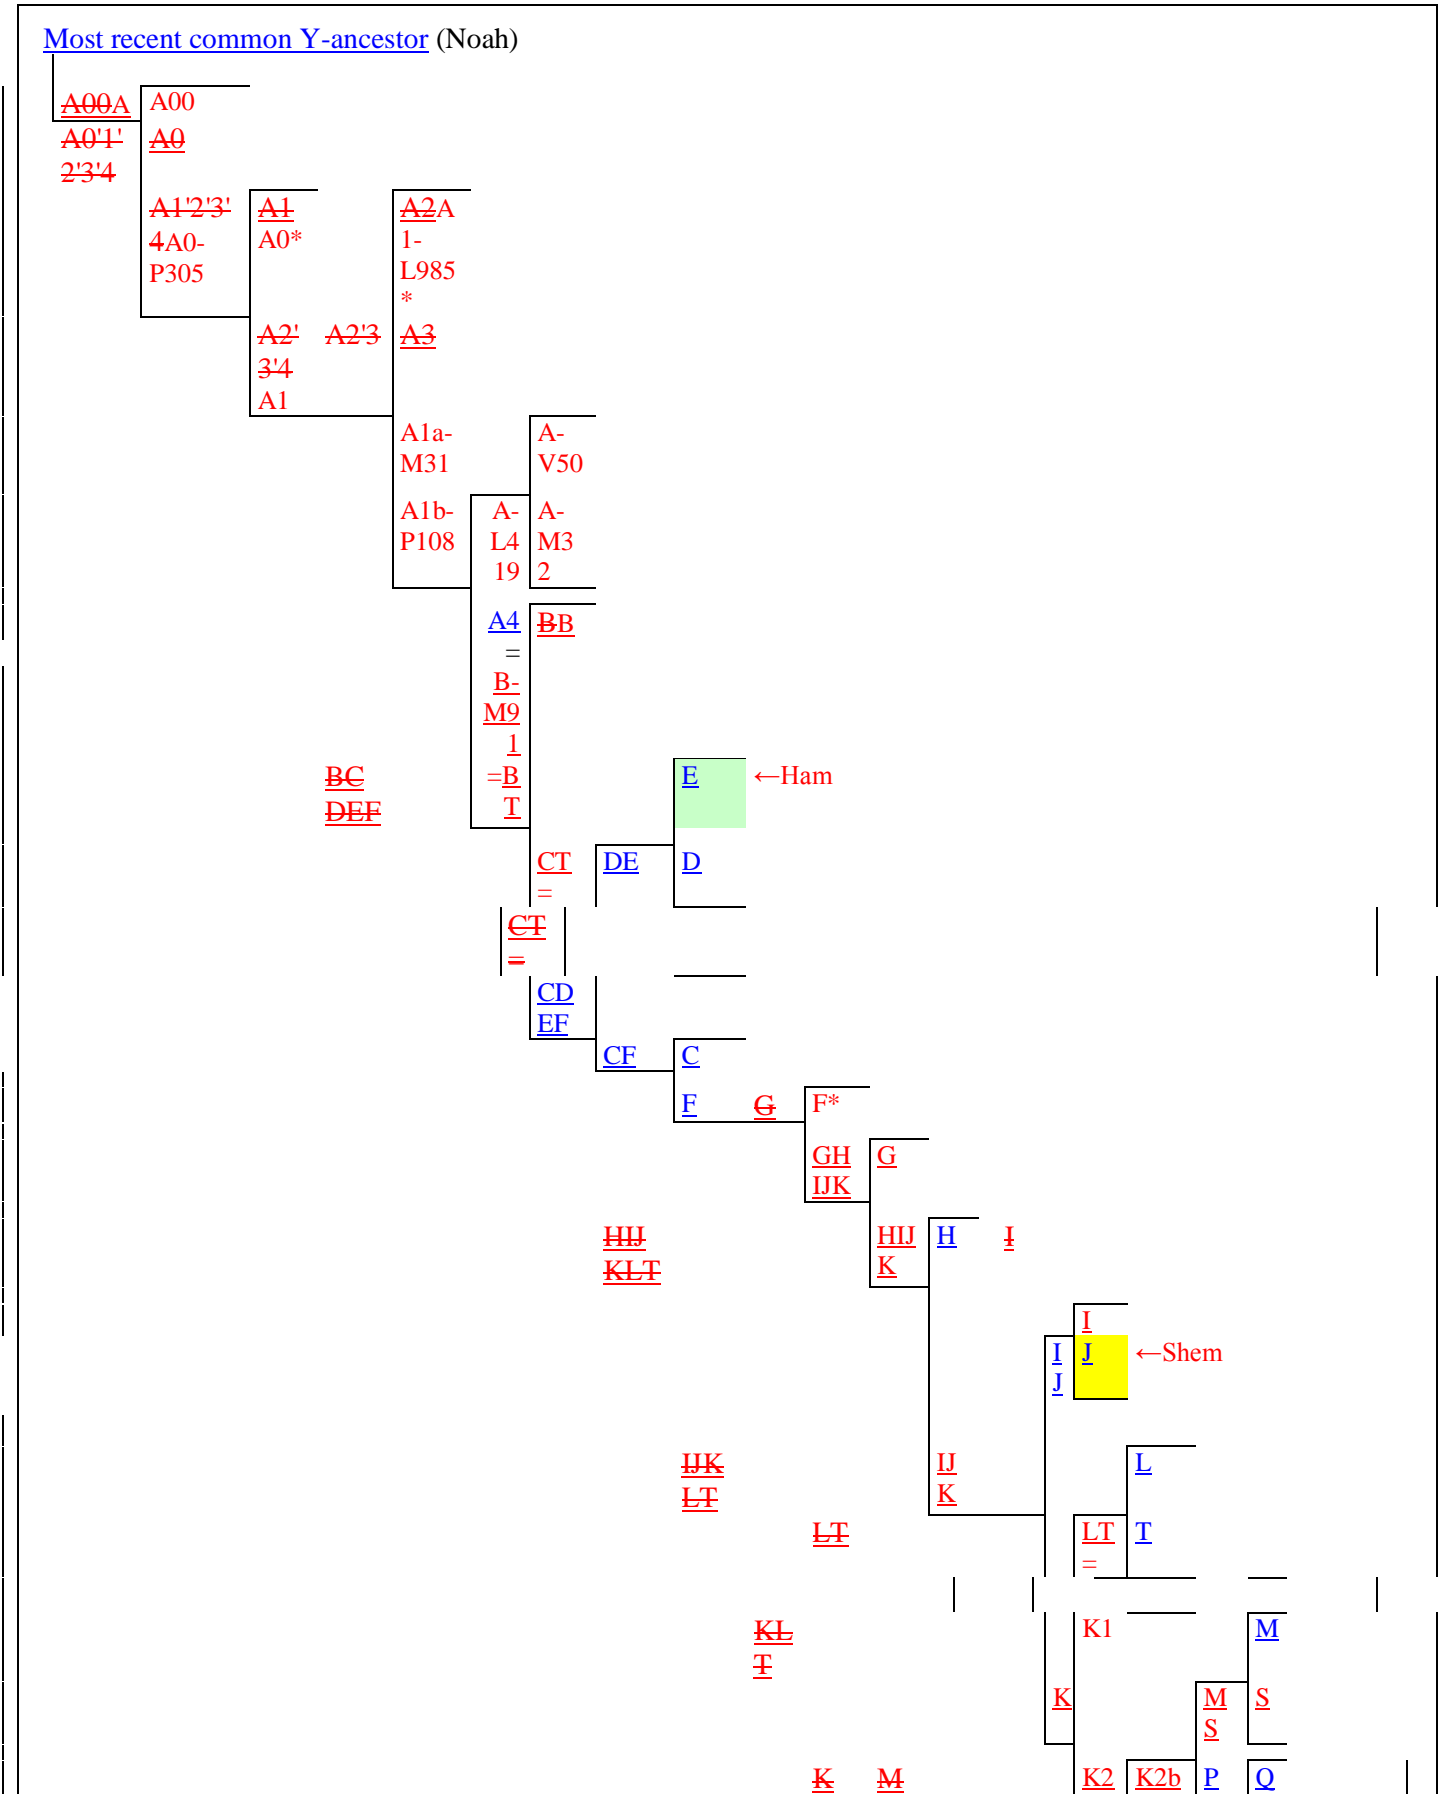 Most recent common Y-ancestor (Noah)
A00A A00
A0'1' A0
2'3'4
A1'2'3' A1 A2A
4A0- A0* 1-
P305 L985
*
A2' A2'3 A3
3'4
A1
A1a- A-
M31 V50
A1b- A- A-
P108 L4 M3
19 2
A4 BB
=
B-
M9
1
BC =B E ←Ham
DEF T
CT DE D
=
CT
=
CD
EF
CF C
F G F*
GH G
IJK
HIJ HIJ H I
KLT K
I
I J ←Shem
J
IJK IJ L
LT K
LT LT T
=
KL K1 M
T
K M S
S
K M K2 K2b P Q